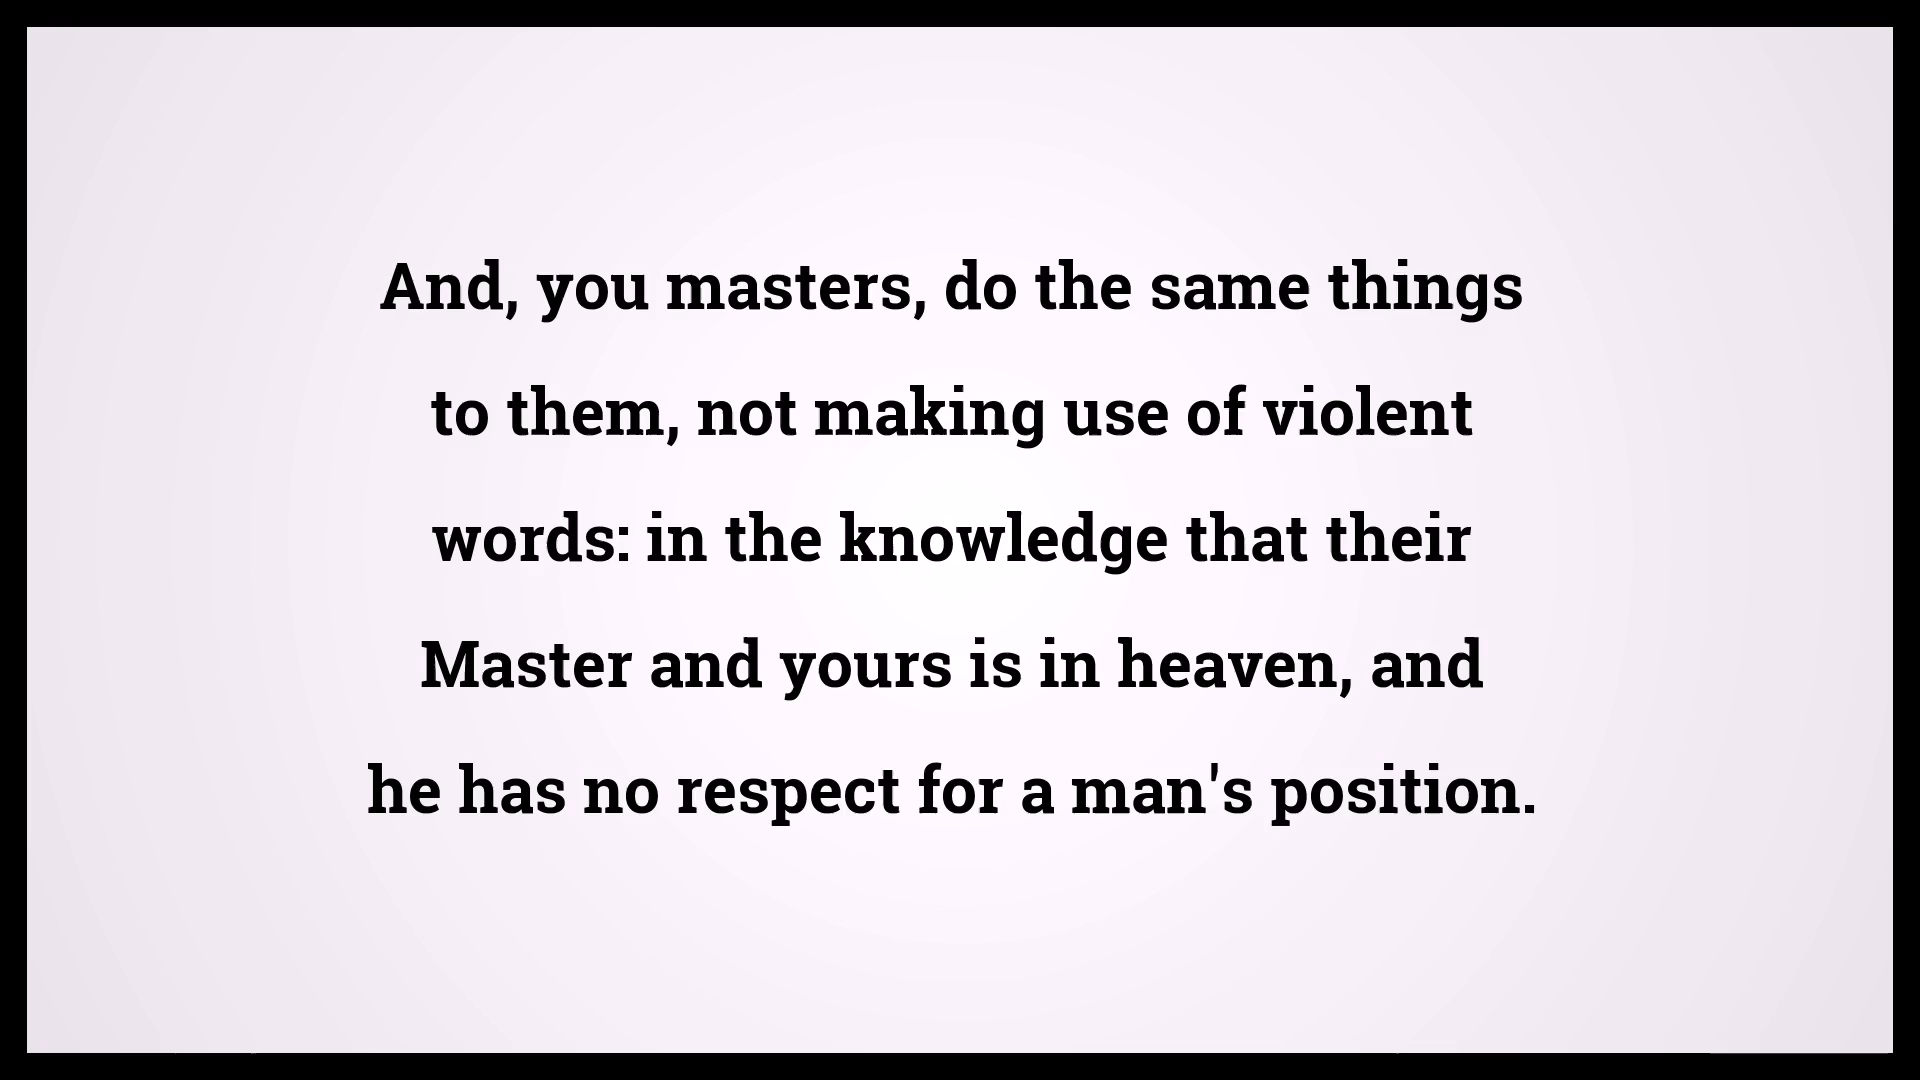 And, you masters, do the same things
to them, not making use of violent
words: in the knowledge that their
Master and yours is in heaven, and
he has no respect for a man's position.